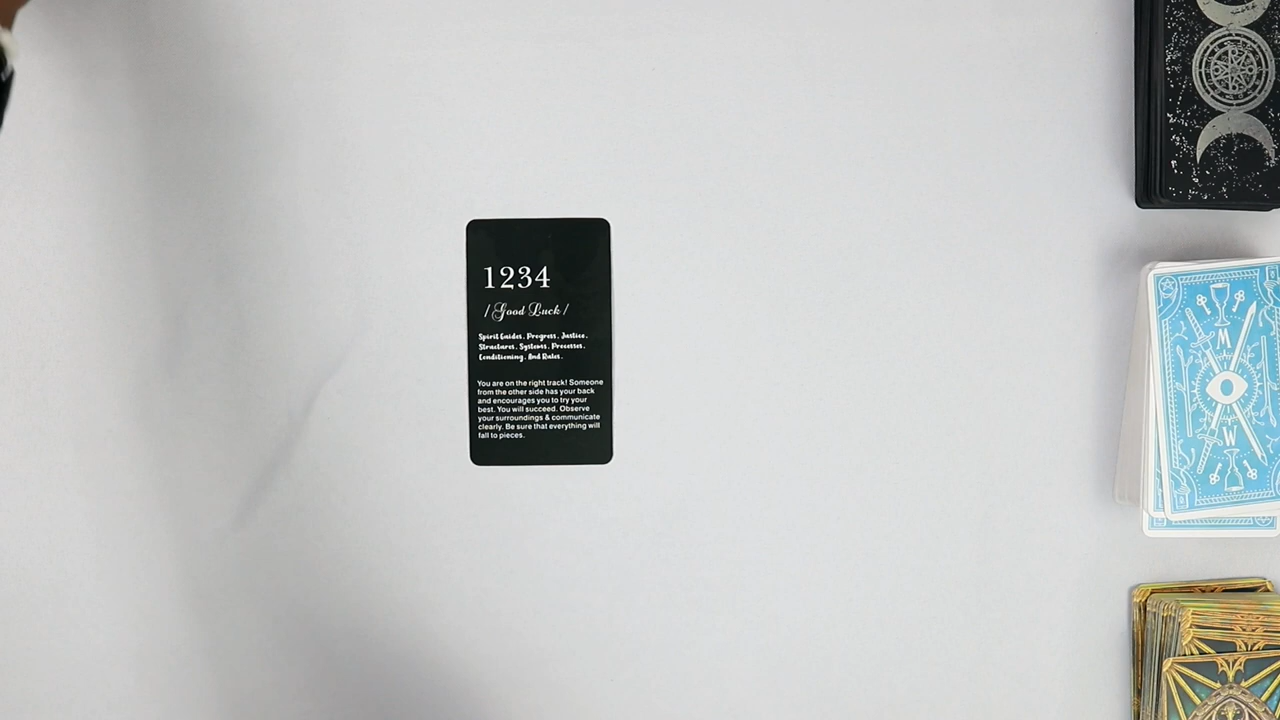 1234
/ Good Luck /
Spirit Guides, Progress, Justice,
Structures, Systems, Processes,
Conditioning, And Rules.
You are on the right track! Someone
from the other side has your back
and encourages you to try your
best. You will succeed. Observe
your surroundings & communicate
clearly. Be sure that everything will
fall to pieces.
M
W